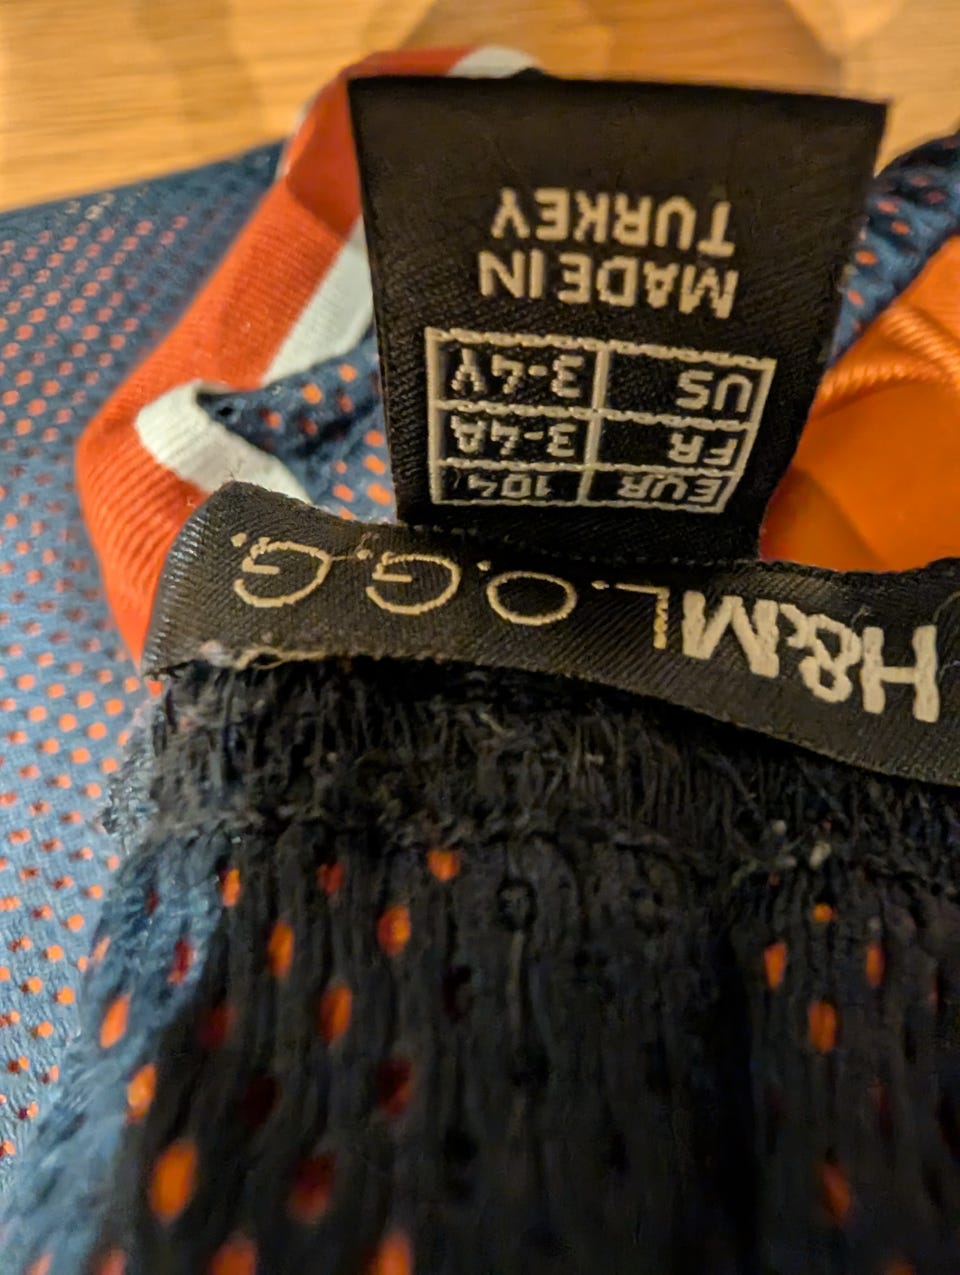 H&M L.O.G.G.
EUR 104
FR 3-4A
US 3-4Y
MADE IN
TURKEY